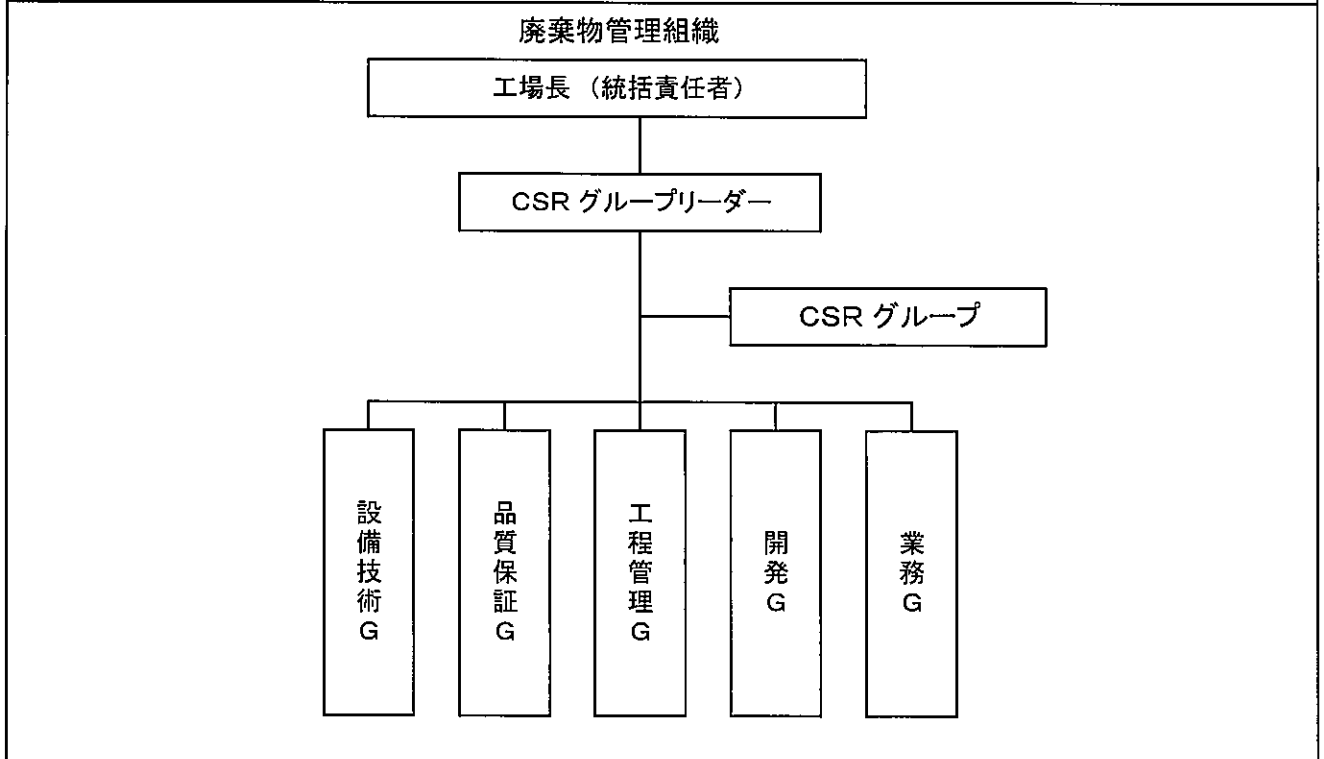 廃棄物管理組織
工場長（統括責任者）
CSR グループリーダー
CSR グループ
設備技術G
品質保証G
工程管理G
開発G
業務G